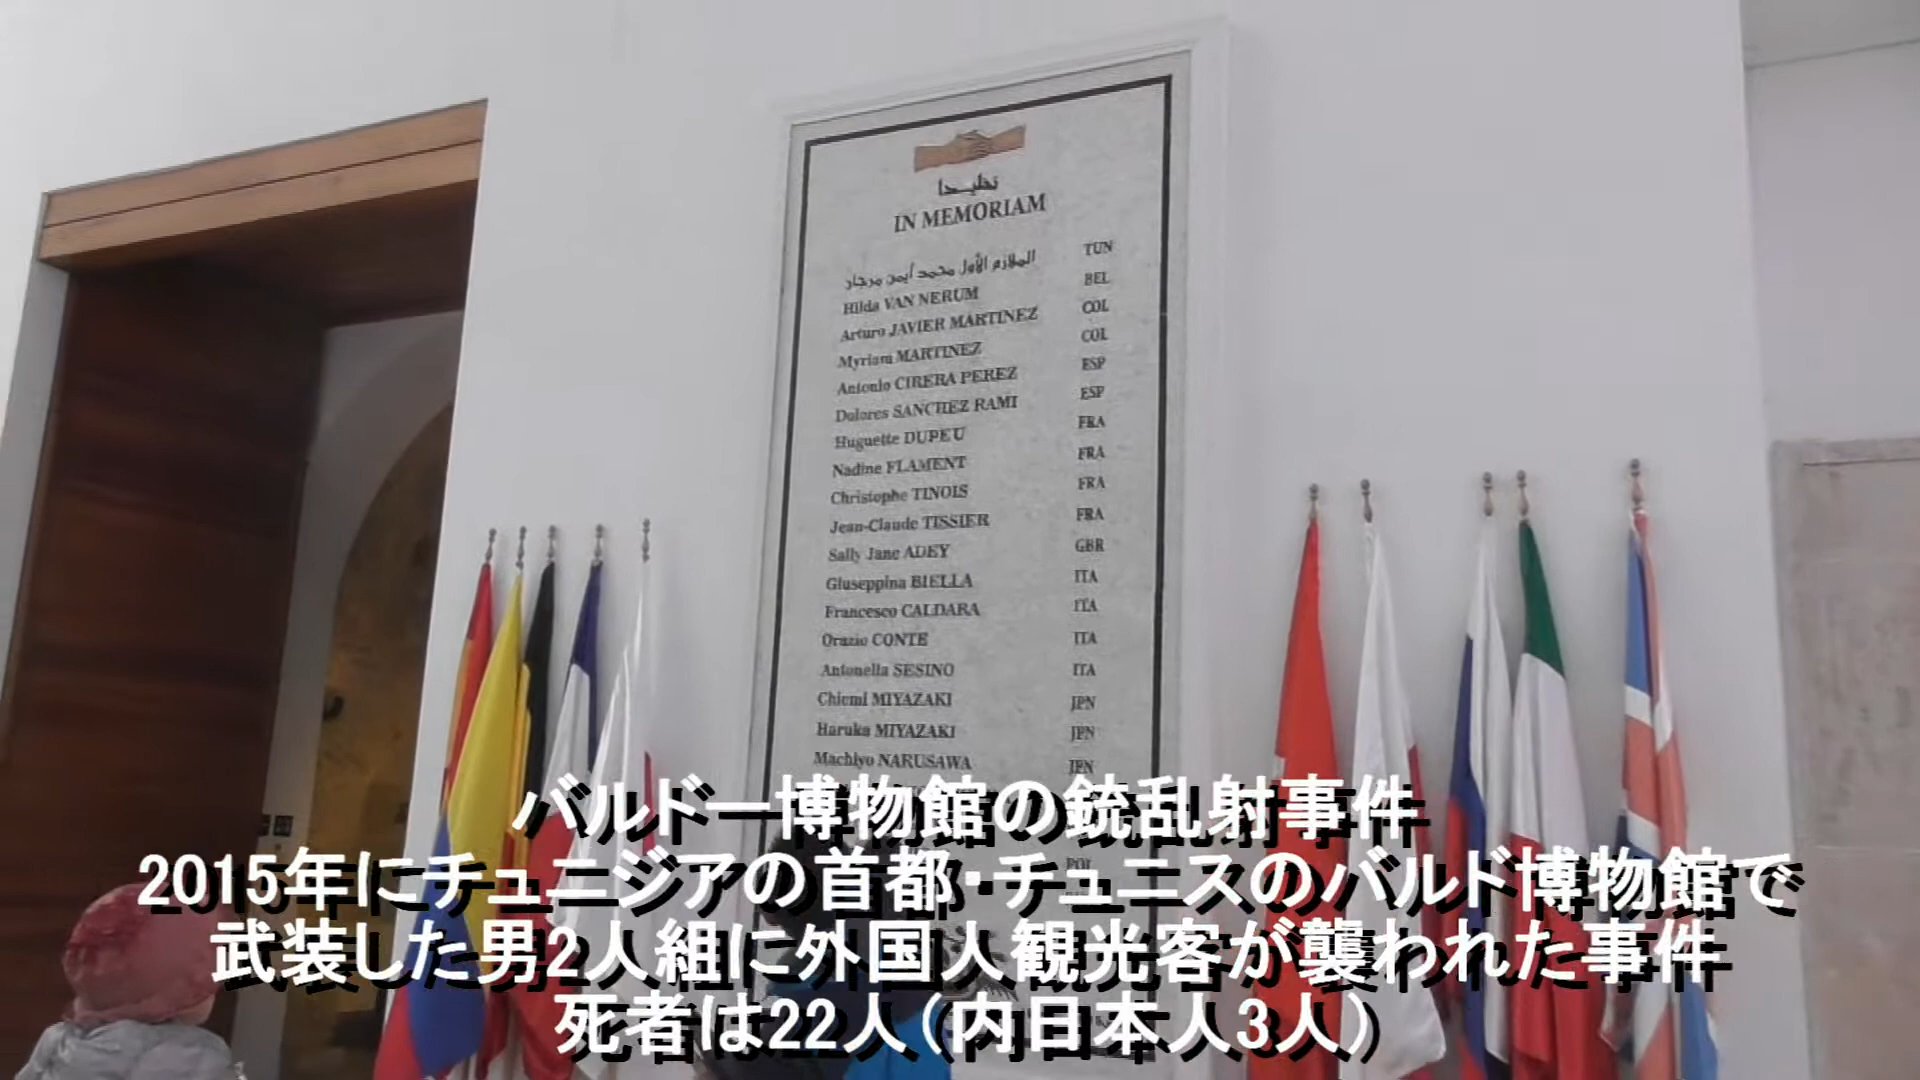 تخليدا
IN MEMORIAM
الملازم الأول محمد أيمن مرجان TUN
Hilda VAN NERUM BEL
Arturo JAVIER MARTINEZ COL
Myriam MARTINEZ COL
Antonio CIRERA PEREZ ESP
Dolores SANCHEZ RAMI ESP
Huguette DUPEU FRA
Nadine FLAMENT FRA
Christophe TINOIS FRA
Jean-Claude TISSIER FRA
Sally Jane ADEY GBR
Giuseppina BIELLA ITA
Francesco CALDARA ITA
Orazio CONTE ITA
Antonella SESINO ITA
Chiemi MIYAZAKI JPN
Haruka MIYAZAKI JPN
Machiyo NARUSAWA JPN
POL
バルドー博物館の銃乱射事件
2015年にチュニジアの首都・チュニスのバルド博物館で
武装した男2人組に外国人観光客が襲われた事件
死者は22人（内日本人3人）